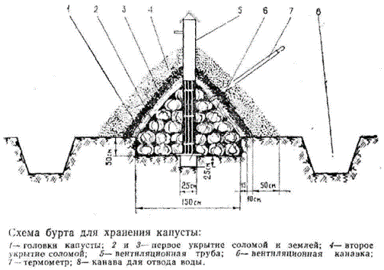 1 2 3 4 5 6 7 8
50см
25см
25см
150см
10см
50см
Схема бурта для хранения капусты:
1—головки капусты; 2 и 3—первое укрытие соломой и землей; 4—второе
укрытие соломой; 5—вентиляционная труба; 6—вентиляционная канавка;
7—термометр; 8—канава для отвода воды.